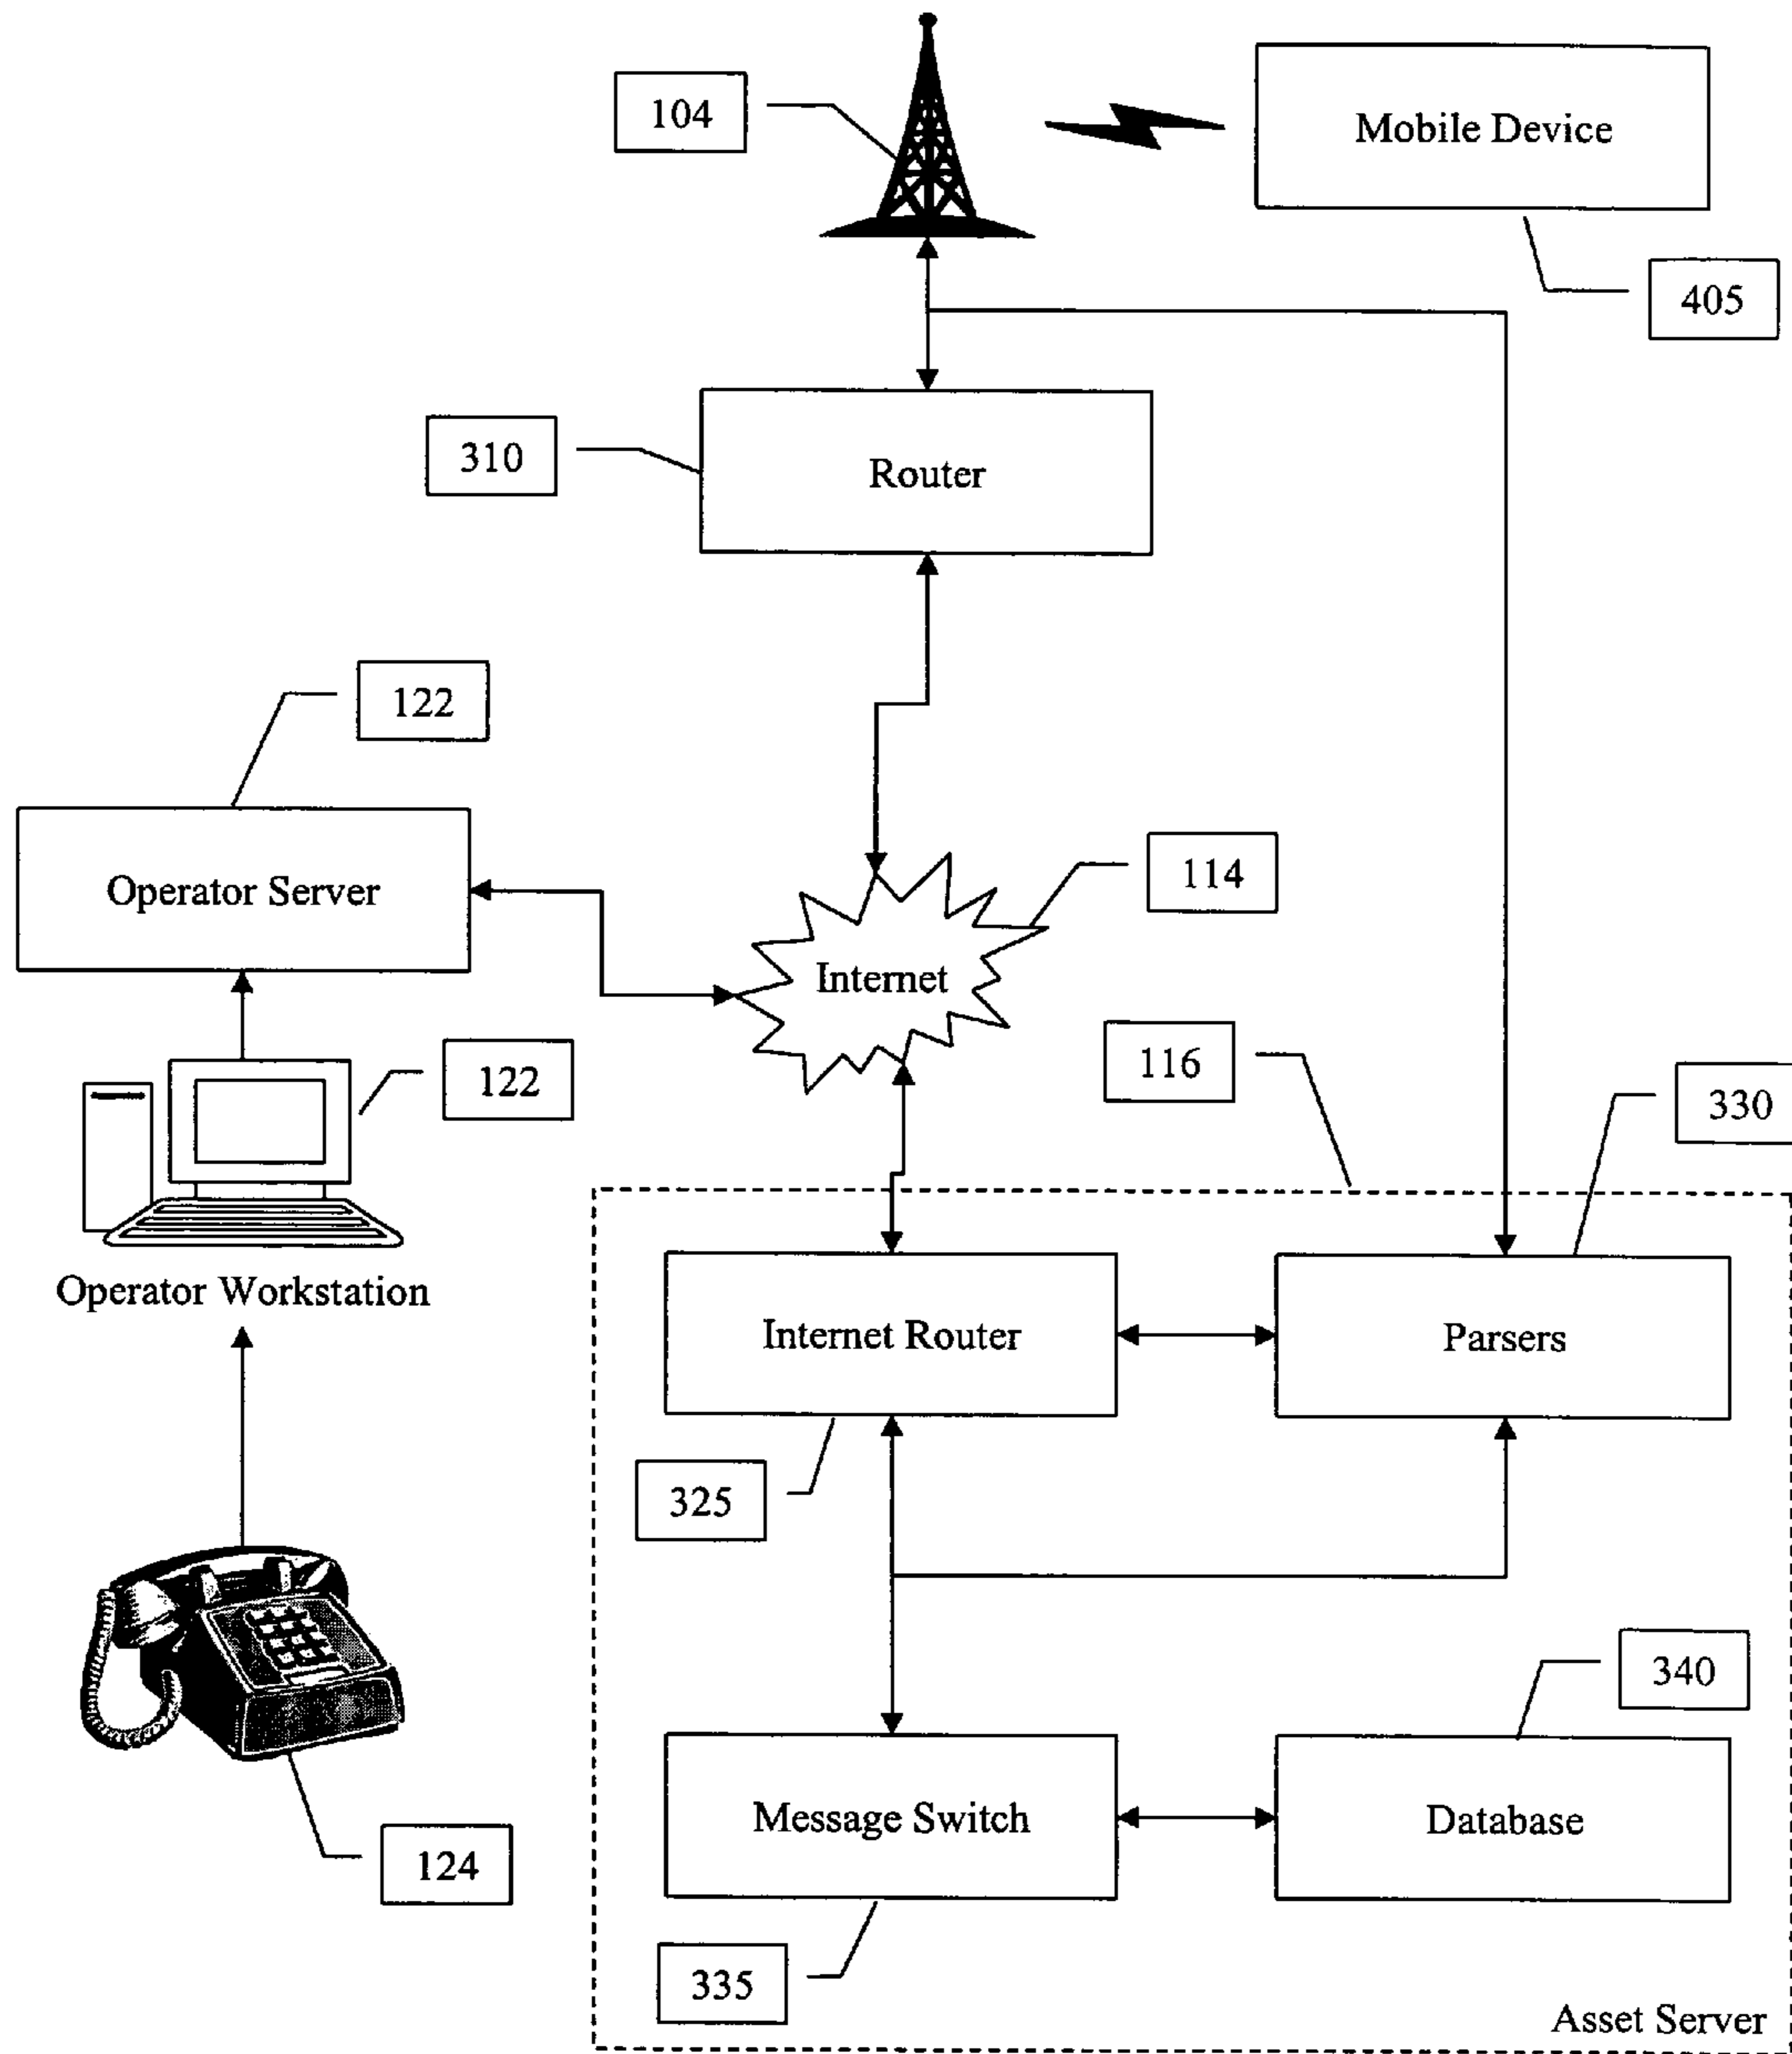 104
Mobile Device
405
310
Router
122
Operator Server
114
Internet
122
116
330
Operator Workstation
Internet Router
Parsers
325
340
Message Switch
Database
124
335
Asset Server